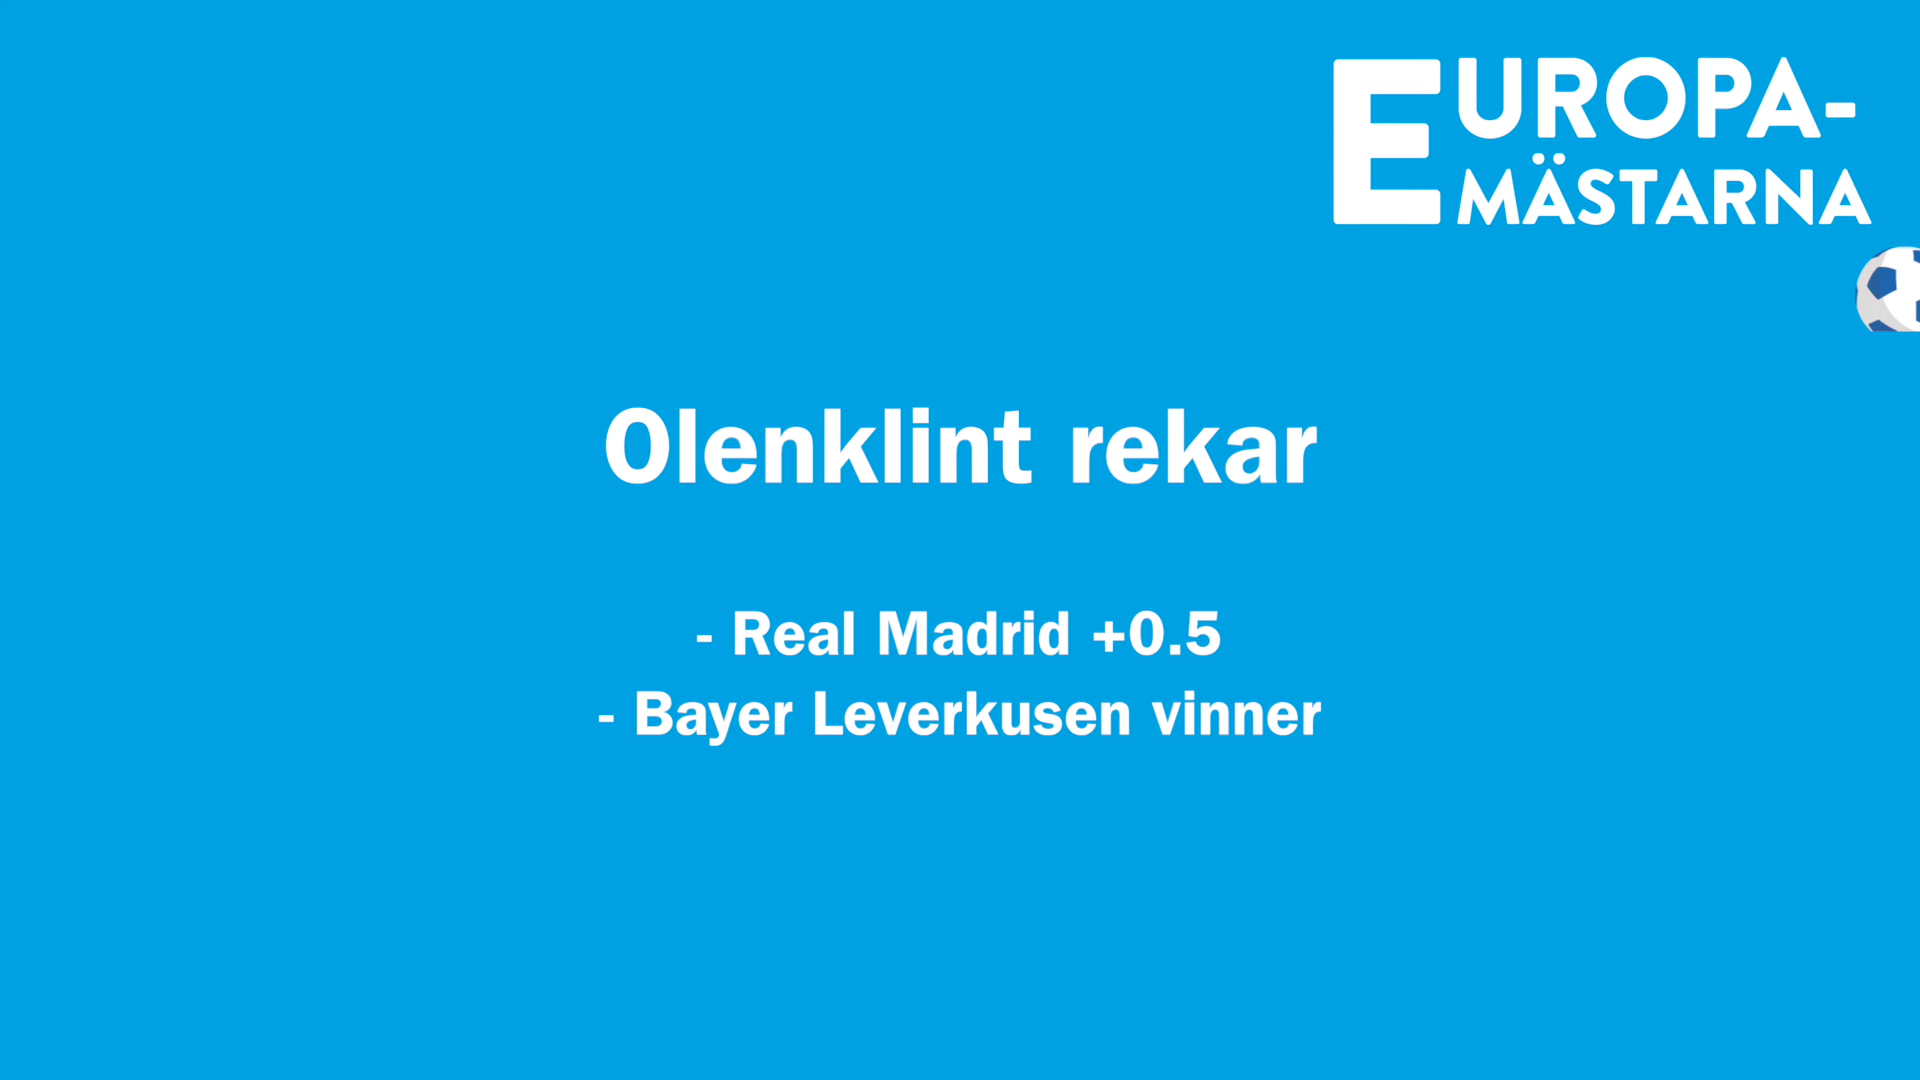 EUROPA-
MÄSTARNA
Olenklint rekar
- Real Madrid +0.5
- Bayer Leverkusen vinner